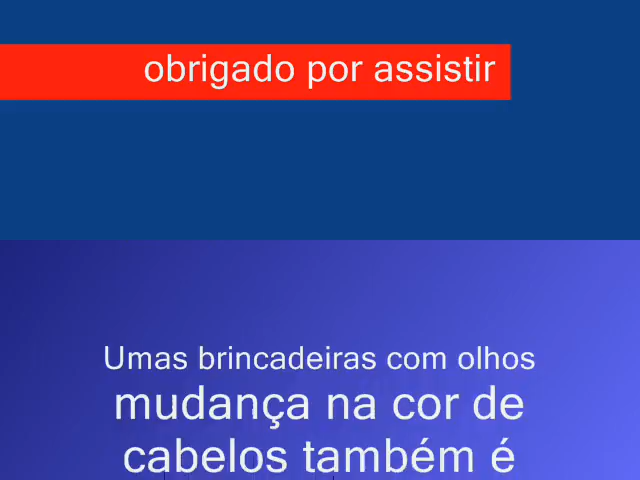 obrigado por assistir
Umas brincadeiras com olhos
mudança na cor de
cabelos também é